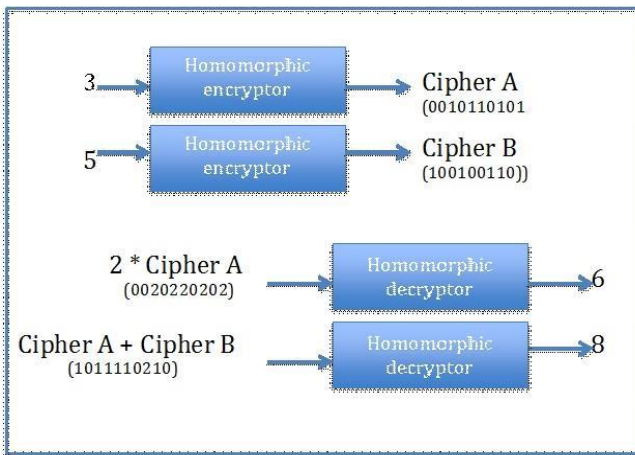 3
Homomorphic
encryptor
Cipher A
(0010110101
5
Homomorphic
encryptor
Cipher B
(100100110))
2 * Cipher A
(0020220202)
Homomorphic
decryptor
6
Cipher A + Cipher B
(1011110210)
Homomorphic
decryptor
8